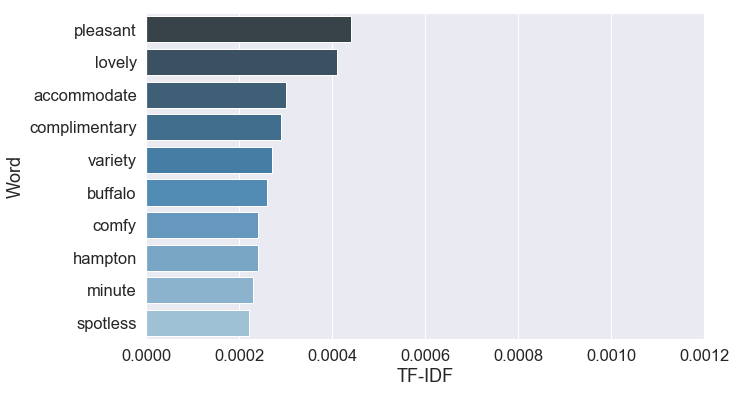 pleasant
lovely
accommodate
complimentary
variety
buffalo
comfy
hampton
minute
spotless
Word
0.0000 0.0002 0.0004 0.0006 0.0008 0.0010 0.0012
TF-IDF